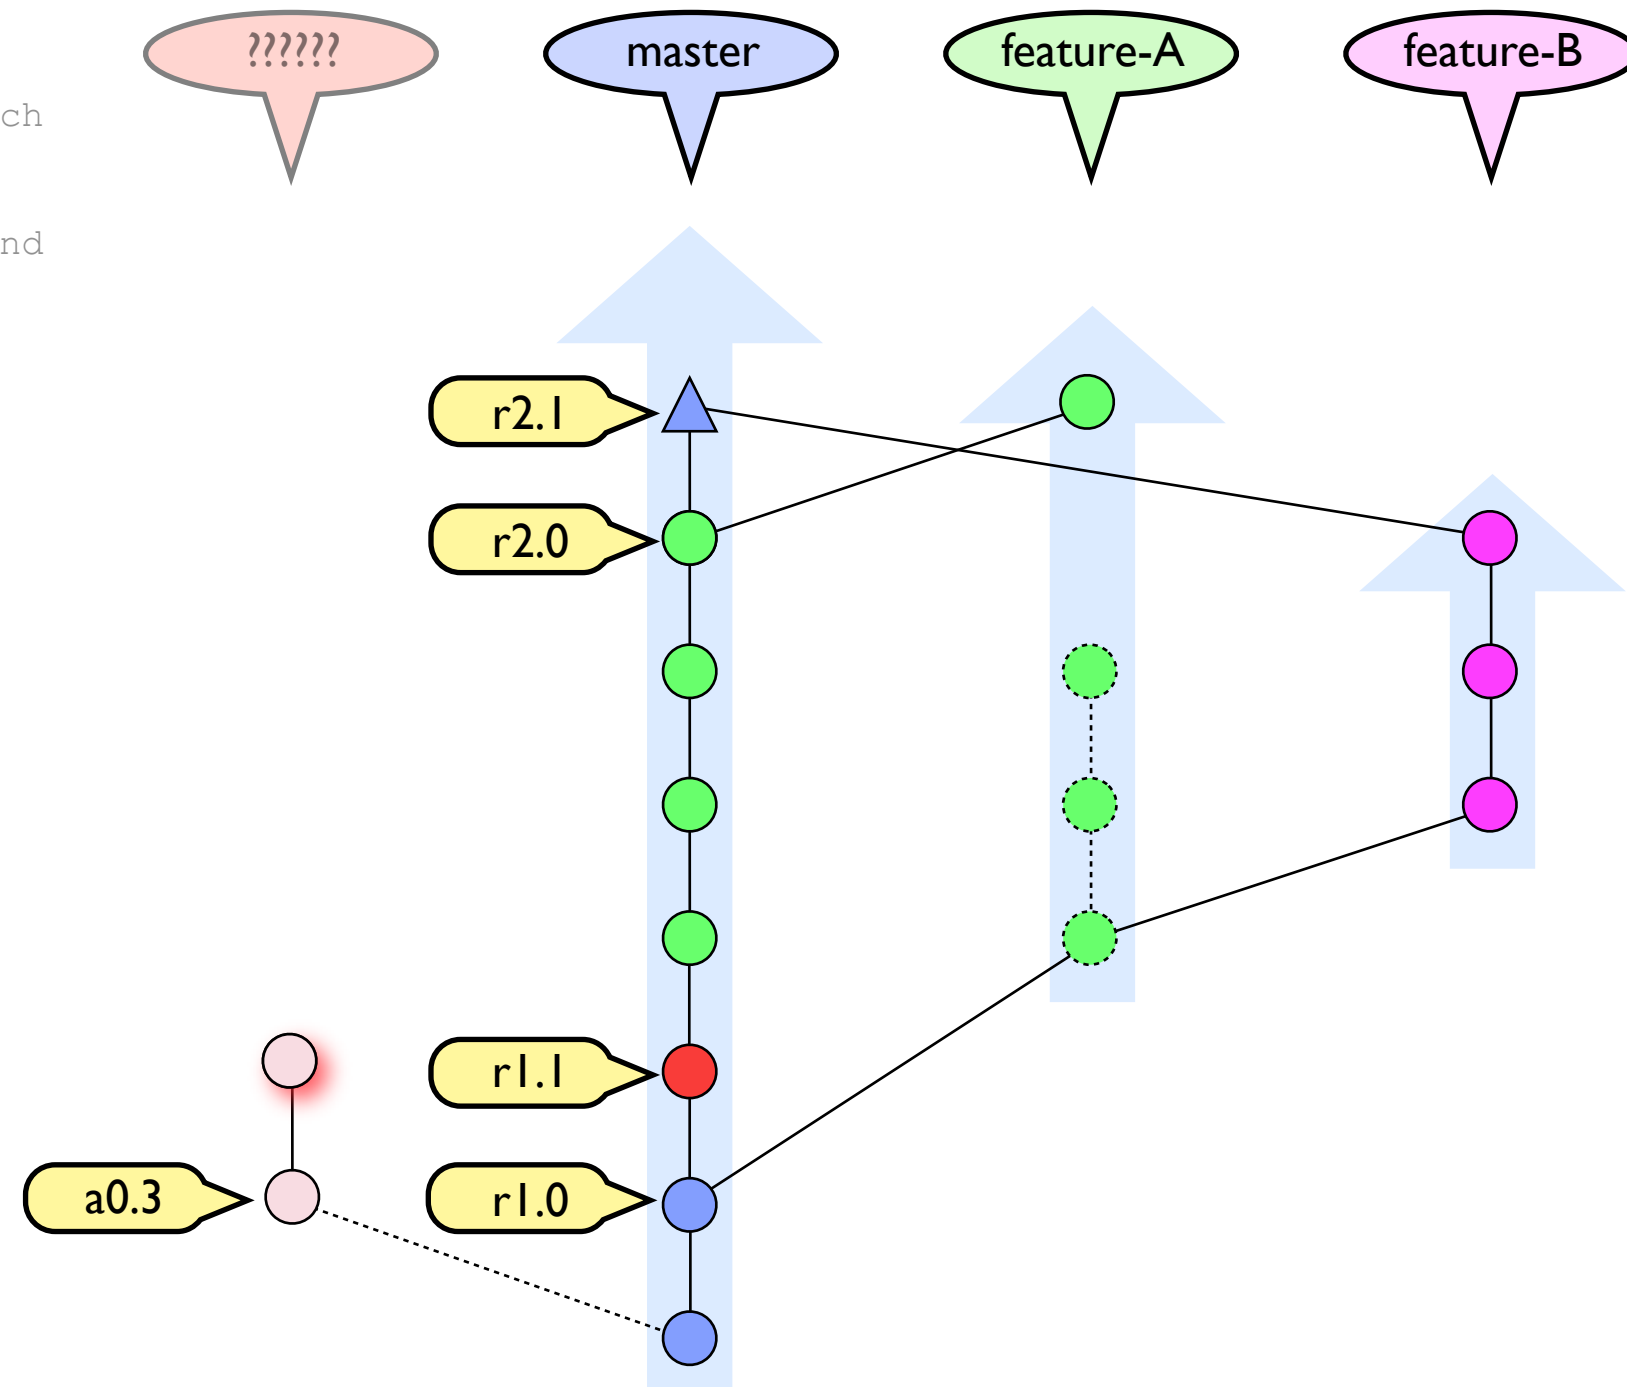 ?????? master feature-A feature-B
ch
nd
r2.1
r2.0
r1.1
a0.3 r1.0